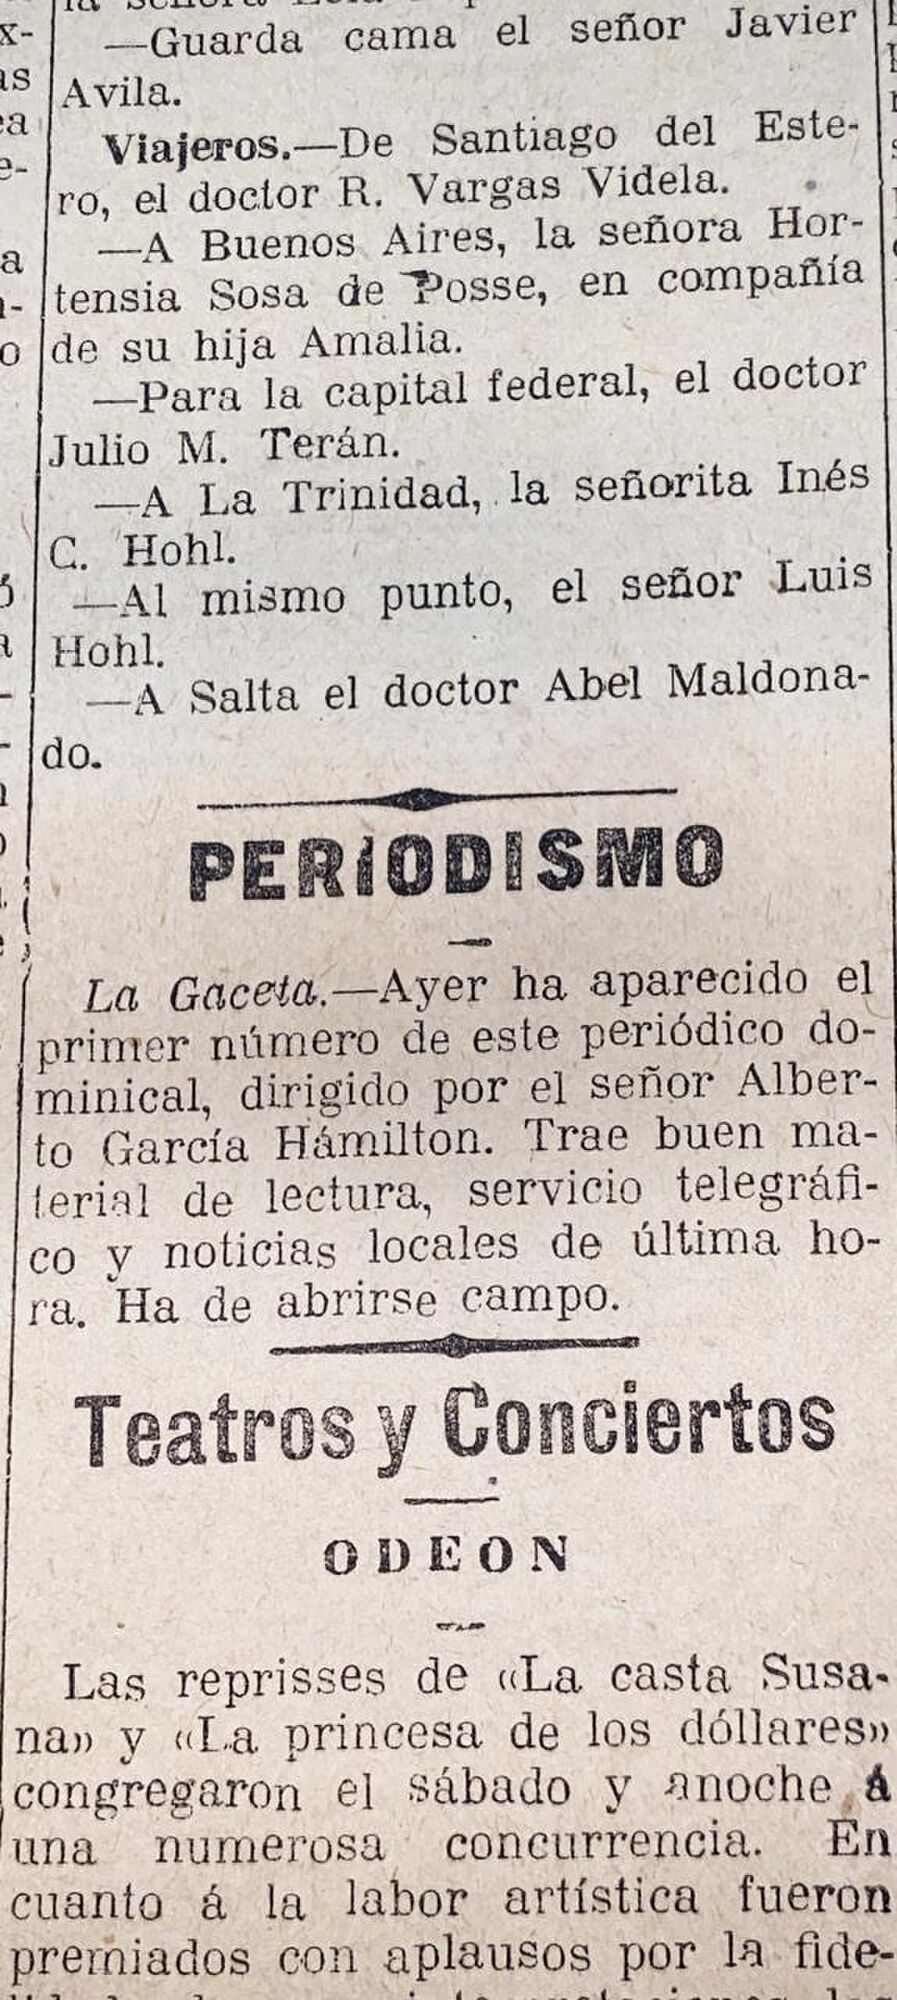 —Guarda cama el señor Javier
Avila.
Viajeros.—De Santiago del Este-
ro, el doctor R. Vargas Videla.
—A Buenos Aires, la señora Hor-
tensia Sosa de Posse, en compañía
de su hija Amalia.
—Para la capital federal, el doctor
Julio M. Terán.
—A La Trinidad, la señorita Inés
C. Hohl.
—Al mismo punto, el señor Luis
Hohl.
—A Salta el doctor Abel Maldona-
do.
PERIODISMO
La Gaceta.—Ayer ha aparecido el
primer número de este periódico do-
minical, dirigido por el señor Alber-
to García Hámilton. Trae buen ma-
terial de lectura, servicio telegráfi-
co y noticias locales de última ho-
ra. Ha de abrirse campo.
Teatros y Conciertos
ODEON
Las reprisses de «La casta Susa-
na» y «La princesa de los dóllares»
congregaron el sábado y anoche á
una numerosa concurrencia. En
cuanto á la labor artística fueron
premiados con aplausos por la fide-